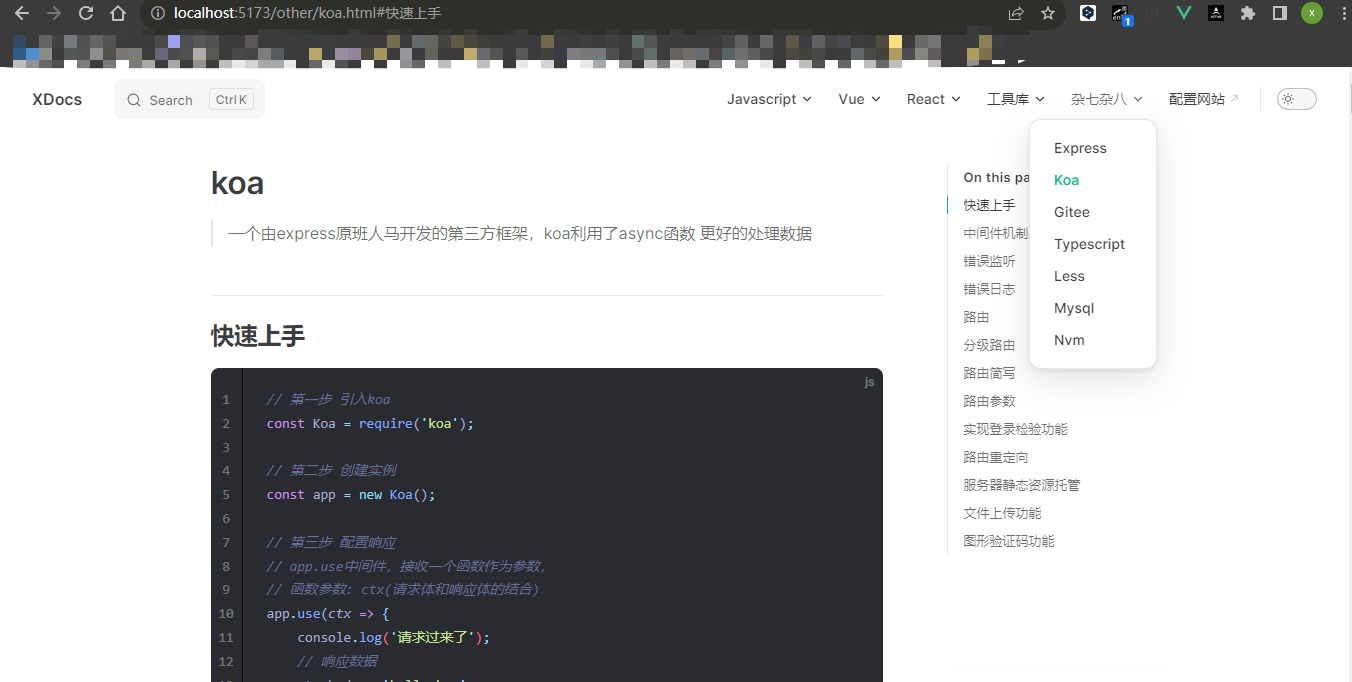 localhost:5173/other/koa.html#快速上手
1
X
XDocs
Search
Ctrl K
Javascript
Vue
React
工具库
杂七杂八
配置网站
Express
Koa
Gitee
Typescript
Less
Mysql
Nvm
koa
一个由express原班人马开发的第三方框架，koa利用了async函数 更好的处理数据
快速上手
js
1 // 第一步 引入koa
2 const Koa = require('koa');
3
4 // 第二步 创建实例
5 const app = new Koa();
6
7 // 第三步 配置响应
8 // app.use中间件，接收一个函数作为参数，
9 // 函数参数: ctx(请求体和响应体的结合)
10 app.use(ctx => {
11 console.log('请求过来了');
12 // 响应数据
On this pa
快速上手
中间件机制
错误监听
错误日志
路由
分级路由
路由简写
路由参数
实现登录检验功能
路由重定向
服务器静态资源托管
文件上传功能
图形验证码功能